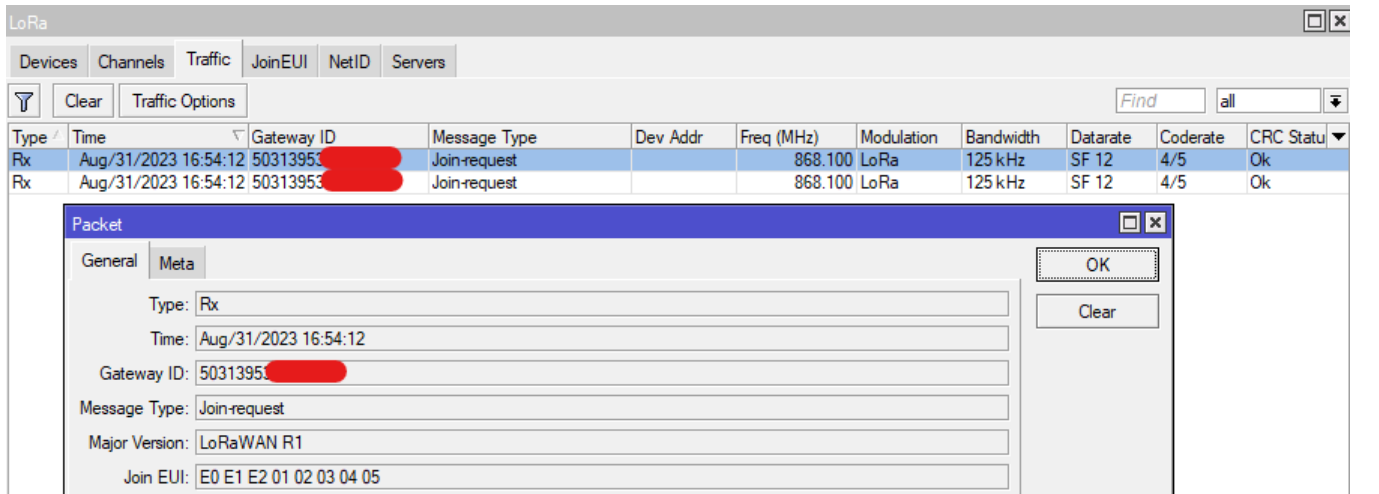 LoRa
Devices Channels Traffic JoinEUI NetID Servers
Clear Traffic Options Find all
Type Time Gateway ID Message Type Dev Addr Freq (MHz) Modulation Bandwidth Datarate Coderate CRC Statu
Rx Aug/31/2023 16:54:12 50313953 Join-request 868.100 LoRa 125 kHz SF 12 4/5 Ok
Rx Aug/31/2023 16:54:12 50313953 Join-request 868.100 LoRa 125 kHz SF 12 4/5 Ok
Packet
General Meta
OK
Type: Rx
Clear
Time: Aug/31/2023 16:54:12
Gateway ID: 5031395
Message Type: Join-request
Major Version: LoRaWAN R1
Join EUI: E0 E1 E2 01 02 03 04 05